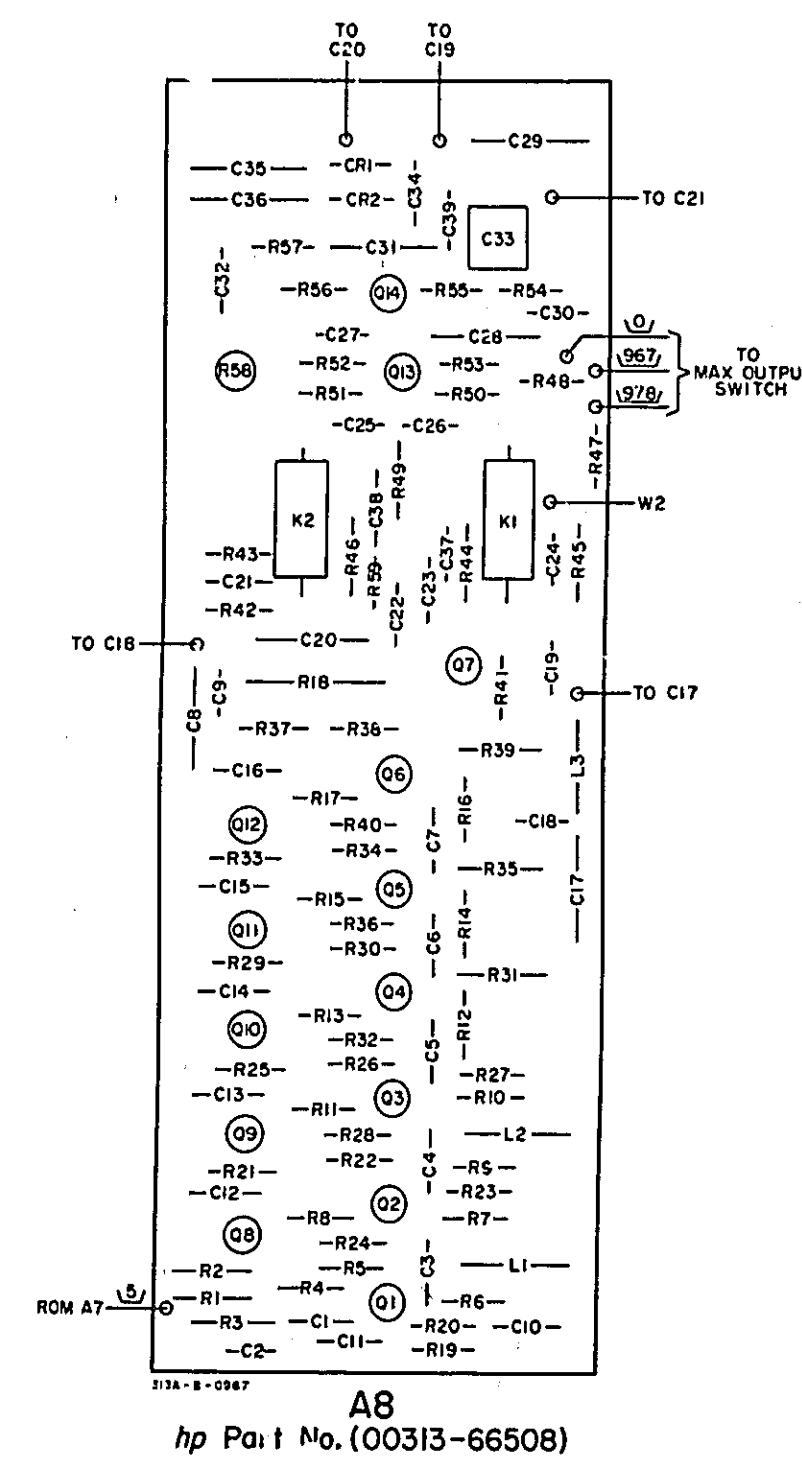 TO C20
TO C19
C29
C35
CR1
C34
C36
CR2
C39
TO C21
C33
R57
C31
C32
R56
Q14
R55
R54
C30
0
C27
C28
R58
R52
Q13
R53
967
TO MAX OUTPU SWITCH
R48
R51
R50
978
C25
C26
R47
R49
K2
C38
K1
W2
R43
R46
R59
C37
R44
C24
R45
C21
C23
R42
C22
TO C18
C20
Q7
C19
C9
R18
R41
TO C17
C8
R37
R38
R39
L3
C16
Q6
R17
R16
Q12
R40
C7
C18
R33
R34
R35
C15
Q5
C17
R15
R14
Q11
R36
C6
R30
R29
R31
C14
Q4
R13
R12
Q10
R32
C5
R26
R25
R27
C13
Q3
R10
R11
Q9
R28
L2
R22
C4
R21
RS
C12
R23
Q2
R8
R7
Q8
R24
R2
R5
C3
L1
R4
ROM A7
5
R1
Q1
R6
R3
C1
R20
C10
C2
C11
R19
313A-B-0967
A8
hp Part No. (00313-66508)